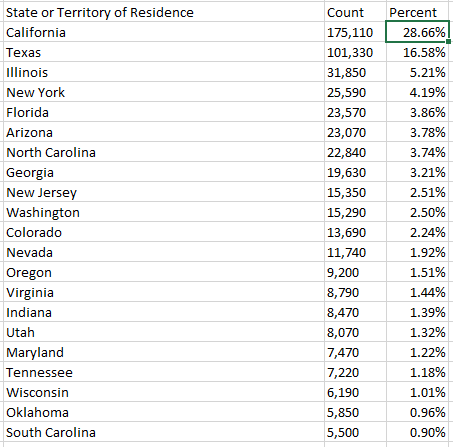 State or Territory of Residence Count Percent
California 175,110 28.66%
Texas 101,330 16.58%
Illinois 31,850 5.21%
New York 25,590 4.19%
Florida 23,570 3.86%
Arizona 23,070 3.78%
North Carolina 22,840 3.74%
Georgia 19,630 3.21%
New Jersey 15,350 2.51%
Washington 15,290 2.50%
Colorado 13,690 2.24%
Nevada 11,740 1.92%
Oregon 9,200 1.51%
Virginia 8,790 1.44%
Indiana 8,470 1.39%
Utah 8,070 1.32%
Maryland 7,470 1.22%
Tennessee 7,220 1.18%
Wisconsin 6,190 1.01%
Oklahoma 5,850 0.96%
South Carolina 5,500 0.90%